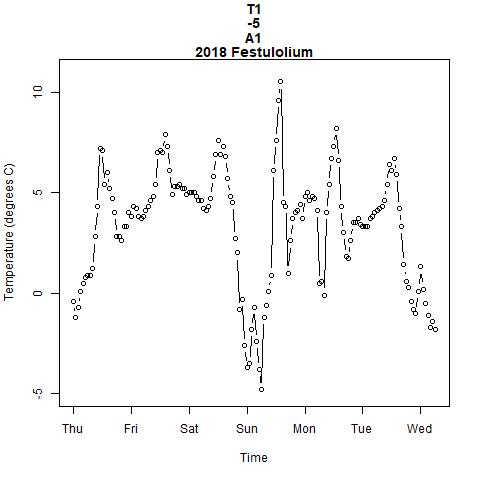 T1
-5
A1
2018 Festulolium
Temperature (degrees C)
10
5
0
-5
Thu Fri Sat Sun Mon Tue Wed
Time